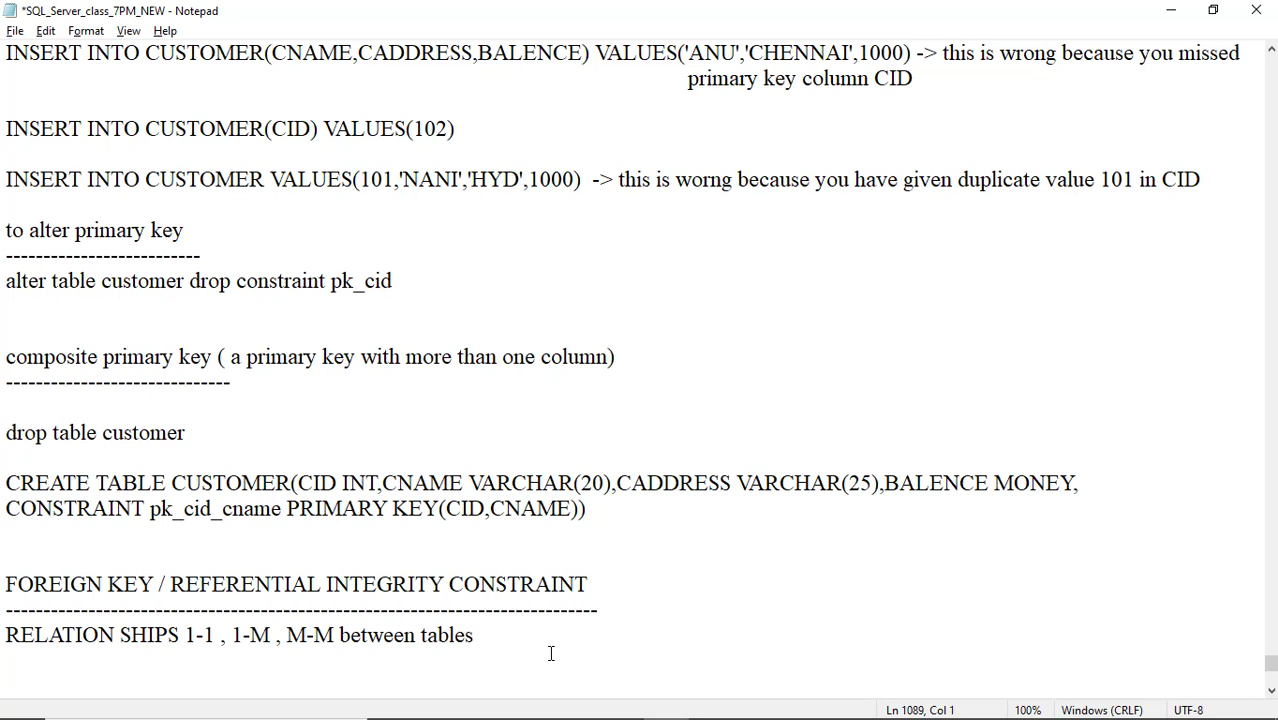 *SQL_Server_class_7PM_NEW - Notepad
File Edit Format View Help
INSERT INTO CUSTOMER(CNAME,CADDRESS,BALENCE) VALUES('ANU','CHENNAI',1000) -> this is wrong because you missed
primary key column CID
INSERT INTO CUSTOMER(CID) VALUES(102)
INSERT INTO CUSTOMER VALUES(101,'NANI','HYD',1000) -> this is worng because you have given duplicate value 101 in CID
to alter primary key
--------------------------
alter table customer drop constraint pk_cid
composite primary key ( a primary key with more than one column)
------------------------------
drop table customer
CREATE TABLE CUSTOMER(CID INT,CNAME VARCHAR(20),CADDRESS VARCHAR(25),BALENCE MONEY,
CONSTRAINT pk_cid_cname PRIMARY KEY(CID,CNAME))
FOREIGN KEY / REFERENTIAL INTEGRITY CONSTRAINT
-------------------------------------------------------------------------------
RELATION SHIPS 1-1 , 1-M , M-M between tables
Ln 1089, Col 1 100% Windows (CRLF) UTF-8